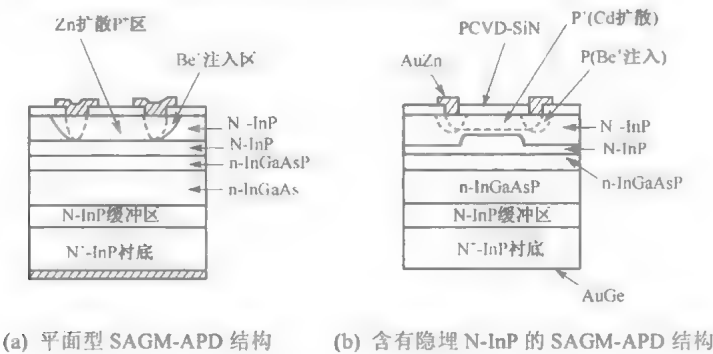 Zn扩散P⁺区
Be⁺注入区
N⁻-InP
N-InP
n-InGaAsP
n-InGaAs
N-InP缓冲区
N⁺-InP衬底
(a) 平面型 SAGM-APD 结构
PCVD-SiN
P⁺(Cd扩散)
AuZn
P(Be⁺注入)
N⁻-InP
N-InP
n-InGaAsP
n-InGaAsP
N-InP缓冲区
N⁺-InP衬底
AuGe
(b) 含有隐埋 N-InP 的 SAGM-APD 结构